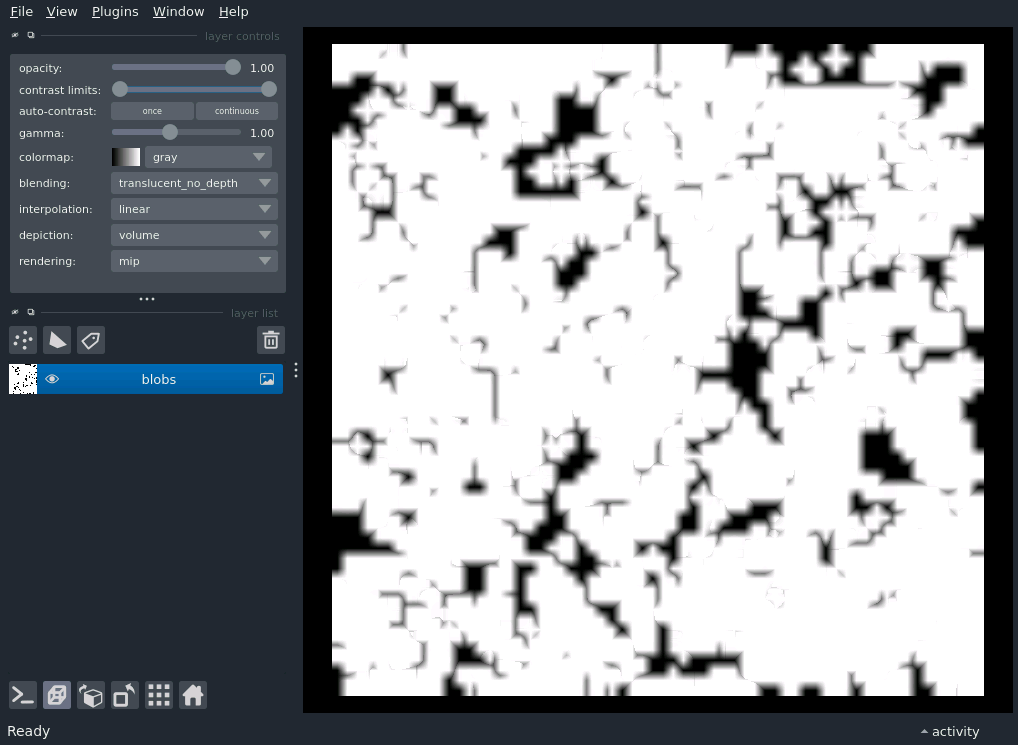 File View Plugins Window Help
layer controls
opacity: 1.00
contrast limits:
auto-contrast: once continuous
gamma: 1.00
colormap: gray
blending: translucent_no_depth
interpolation: linear
depiction: volume
rendering: mip
layer list
blobs
Ready
activity